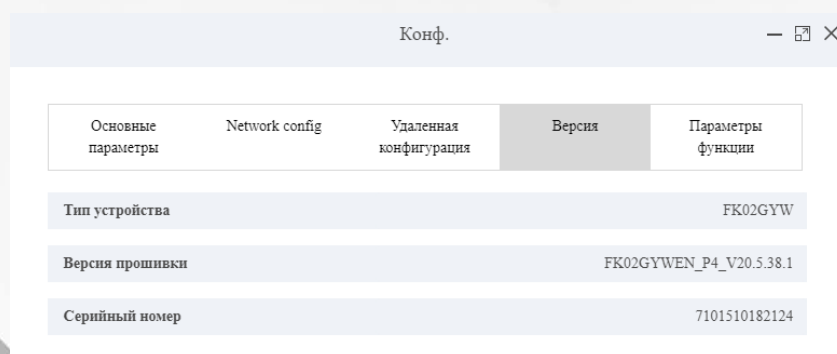 Конф.
Основные параметры
Network config
Удаленная конфигурация
Версия
Параметры функции
Тип устройства FK02GYW
Версия прошивки FK02GYWEN_P4_V20.5.38.1
Серийный номер 7101510182124